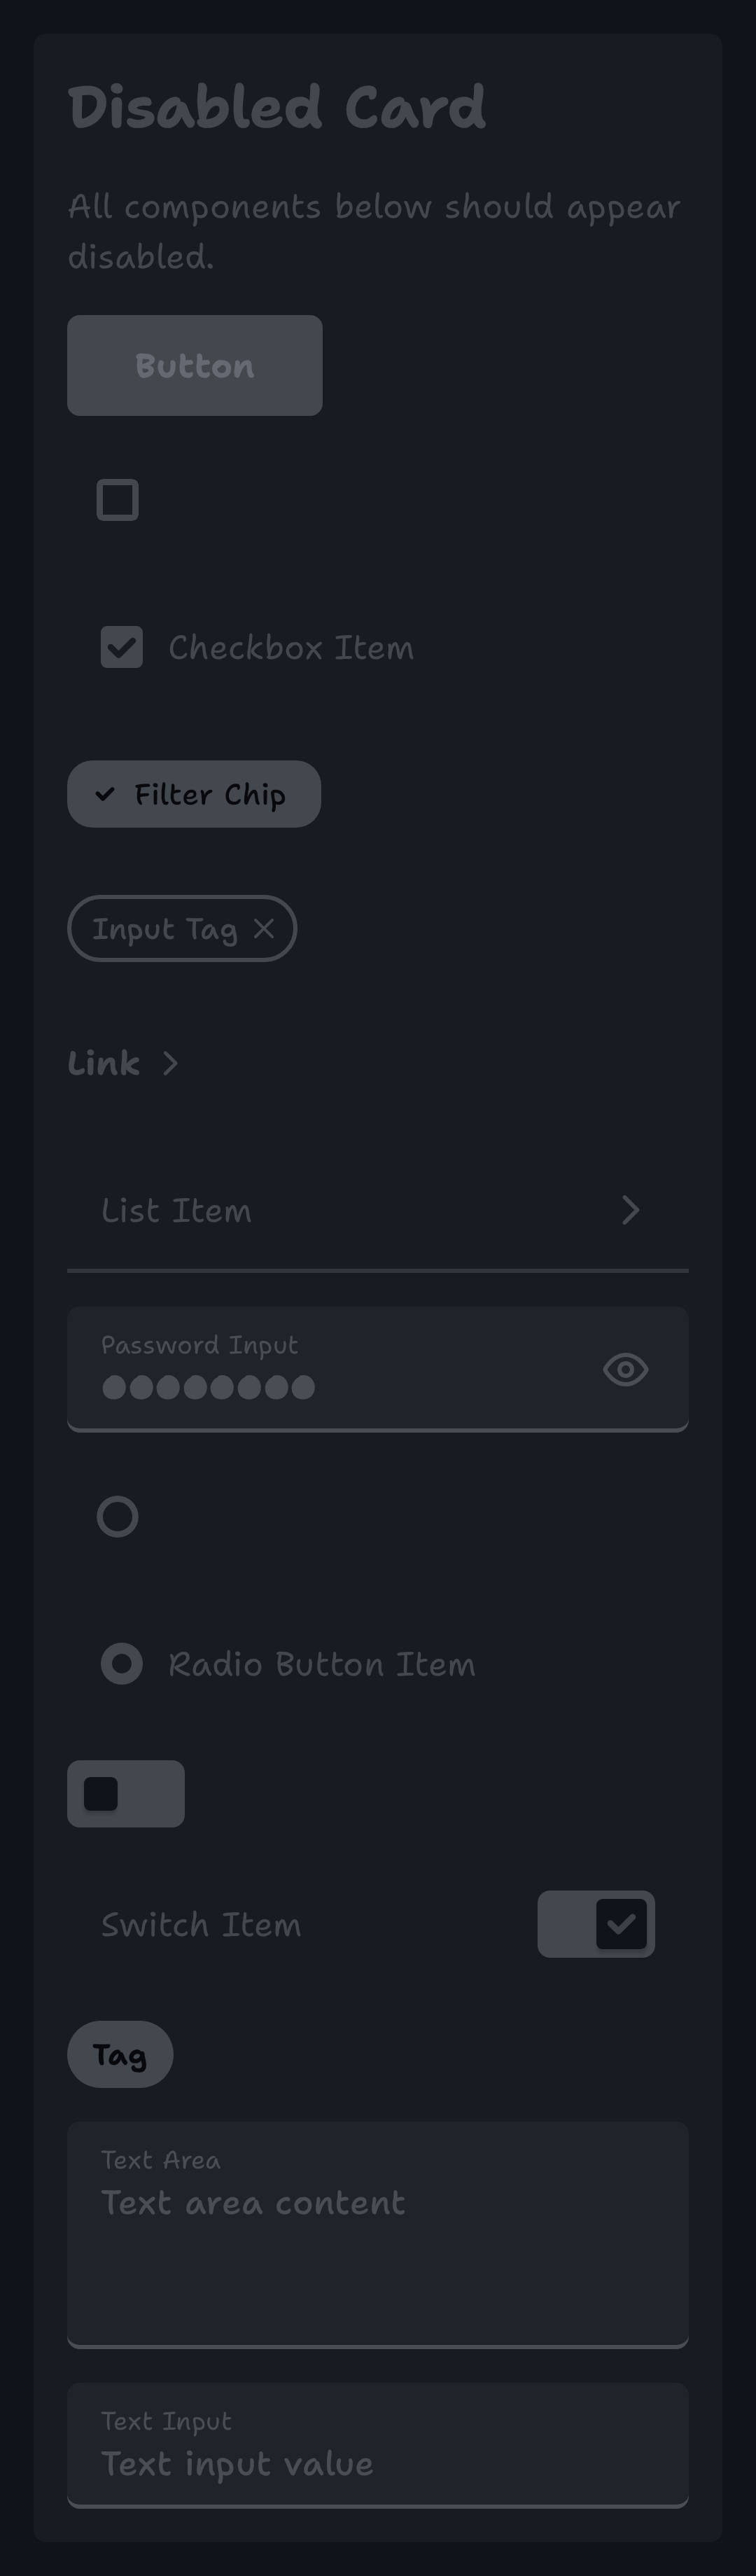 Disabled Card
All components below should appear
disabled.
Button
Checkbox Item
Filter Chip
Input Tag
Link
List Item
Password Input
Radio Button Item
Switch Item
Tag
Text Area
Text area content
Text Input
Text input value